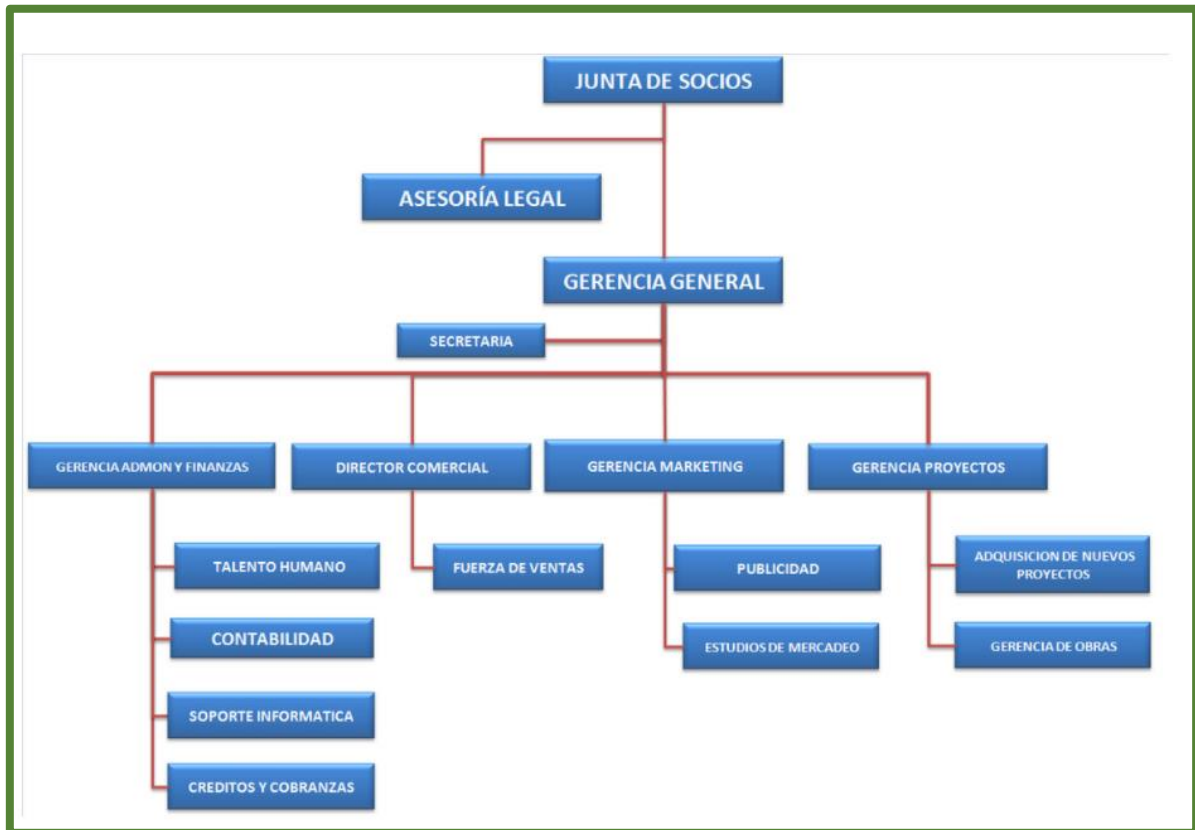 JUNTA DE SOCIOS
ASESORÍA LEGAL
GERENCIA GENERAL
SECRETARIA
GERENCIA ADMON Y FINANZAS
DIRECTOR COMERCIAL
GERENCIA MARKETING
GERENCIA PROYECTOS
TALENTO HUMANO
CONTABILIDAD
SOPORTE INFORMATICA
CREDITOS Y COBRANZAS
FUERZA DE VENTAS
PUBLICIDAD
ESTUDIOS DE MERCADEO
ADQUISICION DE NUEVOS
PROYECTOS
GERENCIA DE OBRAS